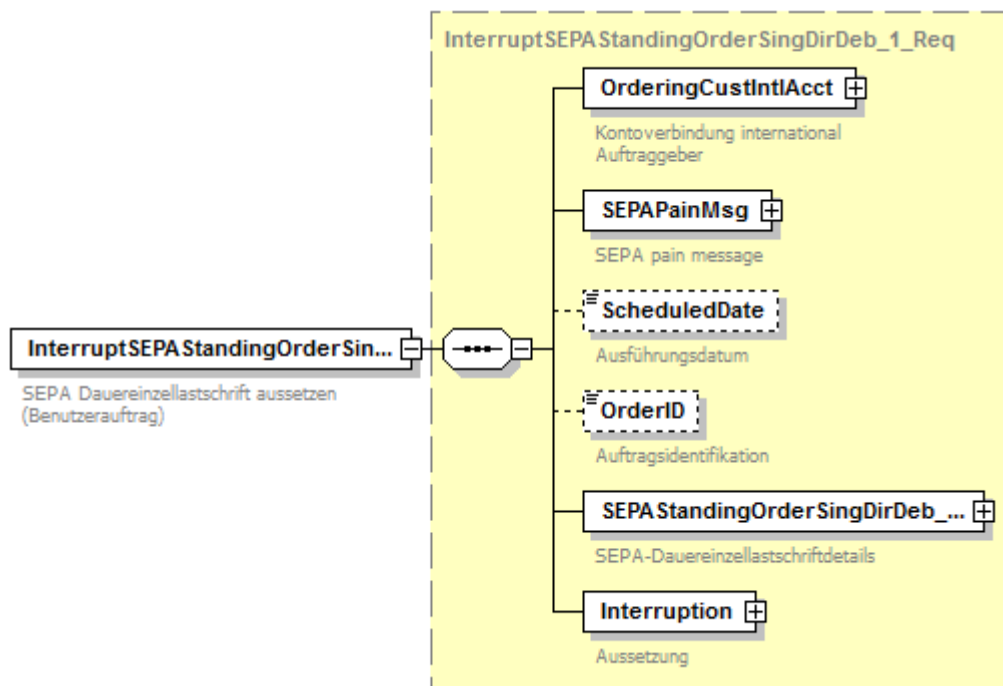 InterruptSEPAStandingOrderSingDirDeb_1_Req
OrderingCustIntlAcct
Kontoverbindung international
Auftraggeber
SEPAPainMsg
SEPA pain message
ScheduledDate
Ausführungsdatum
InterruptSEPAStandingOrderSin...
SEPA Dauereinzellastschrift aussetzen
(Benutzerauftrag)
OrderID
Auftragsidentifikation
SEPAStandingOrderSingDirDeb_...
SEPA-Dauereinzellastschriftdetails
Interruption
Aussetzung